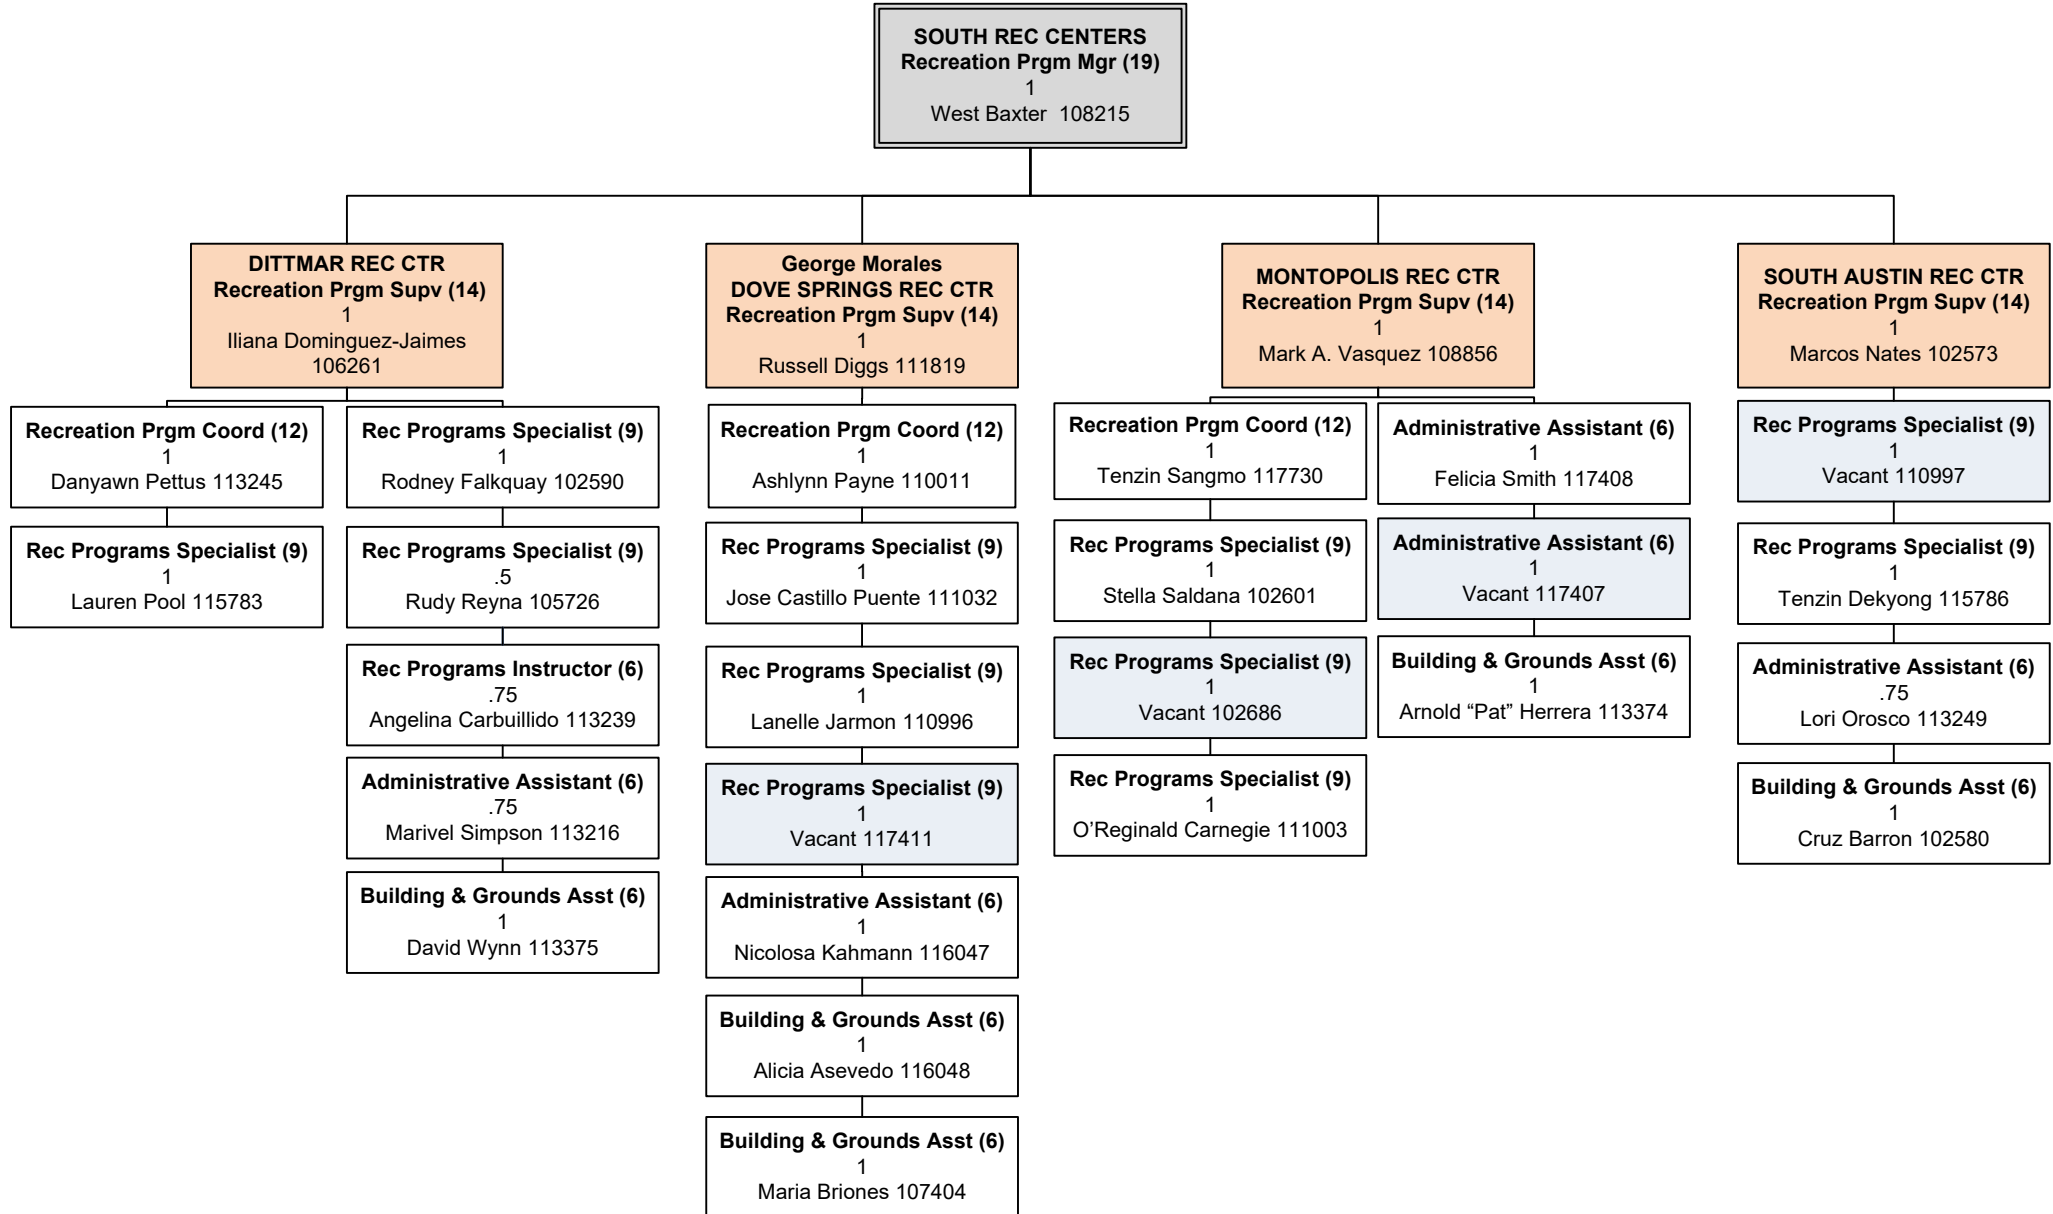 SOUTH REC CENTERS
Recreation Prgm Mgr (19)
1
West Baxter 108215
DITTMAR REC CTR
Recreation Prgm Supv (14)
1
Iliana Dominguez-Jaimes
106261
Recreation Prgm Coord (12)
1
Danyawn Pettus 113245
Rec Programs Specialist (9)
1
Lauren Pool 115783
Rec Programs Specialist (9)
1
Rodney Falkquay 102590
Rec Programs Specialist (9)
.5
Rudy Reyna 105726
Rec Programs Instructor (6)
.75
Angelina Carbuillido 113239
Administrative Assistant (6)
.75
Marivel Simpson 113216
Building & Grounds Asst (6)
1
David Wynn 113375
George Morales
DOVE SPRINGS REC CTR
Recreation Prgm Supv (14)
1
Russell Diggs 111819
Recreation Prgm Coord (12)
1
Ashlynn Payne 110011
Rec Programs Specialist (9)
1
Jose Castillo Puente 111032
Rec Programs Specialist (9)
1
Lanelle Jarmon 110996
Rec Programs Specialist (9)
1
Vacant 117411
Administrative Assistant (6)
1
Nicolosa Kahmann 116047
Building & Grounds Asst (6)
1
Alicia Asevedo 116048
Building & Grounds Asst (6)
1
Maria Briones 107404
MONTOPOLIS REC CTR
Recreation Prgm Supv (14)
1
Mark A. Vasquez 108856
Recreation Prgm Coord (12)
1
Tenzin Sangmo 117730
Rec Programs Specialist (9)
1
Stella Saldana 102601
Rec Programs Specialist (9)
1
Vacant 102686
Rec Programs Specialist (9)
1
O’Reginald Carnegie 111003
Administrative Assistant (6)
1
Felicia Smith 117408
Administrative Assistant (6)
1
Vacant 117407
Building & Grounds Asst (6)
1
Arnold “Pat” Herrera 113374
SOUTH AUSTIN REC CTR
Recreation Prgm Supv (14)
1
Marcos Nates 102573
Rec Programs Specialist (9)
1
Vacant 110997
Rec Programs Specialist (9)
1
Tenzin Dekyong 115786
Administrative Assistant (6)
.75
Lori Orosco 113249
Building & Grounds Asst (6)
1
Cruz Barron 102580